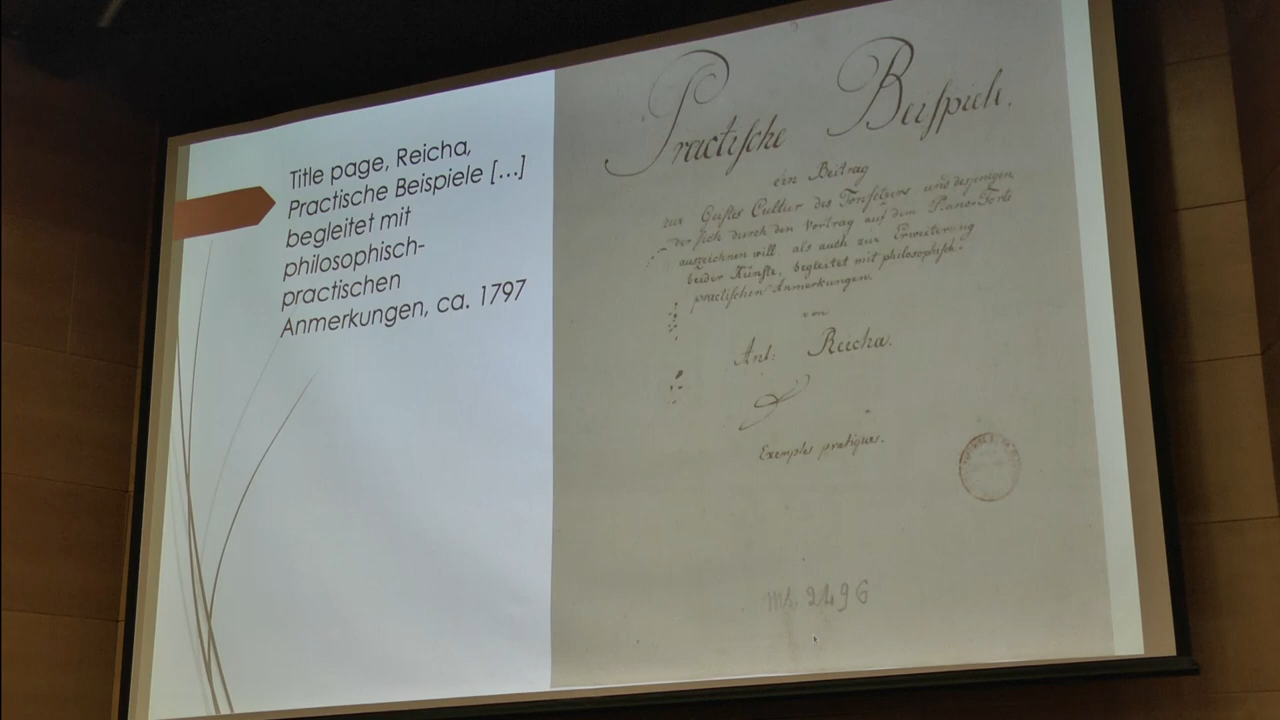 Title page, Reicha,
Practische Beispiele [...]
begleitet mit
philosophisch-
practischen
Anmerkungen, ca. 1797
Practische Beispiele.
ein Beitrag
zur Geistes Cultur des Tonsetzers und desjenigen
der sich durch den Vortrag auf dem Piano-Forte
auszeichnen will, als auch zur Erweiterung
beider Künste, begleitet mit philosophisch-
practischen Anmerkungen.
von
Ant: Reicha.
Exemples pratiques.
Ms. 2496